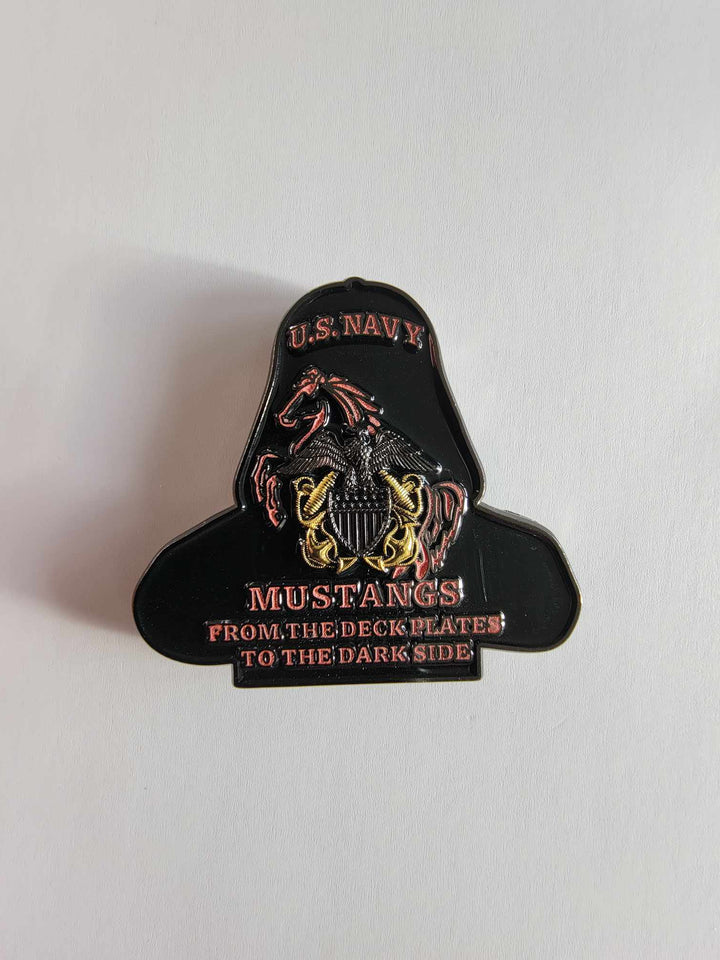 U.S. NAVY
MUSTANGS
FROM THE DECK PLATES
TO THE DARK SIDE